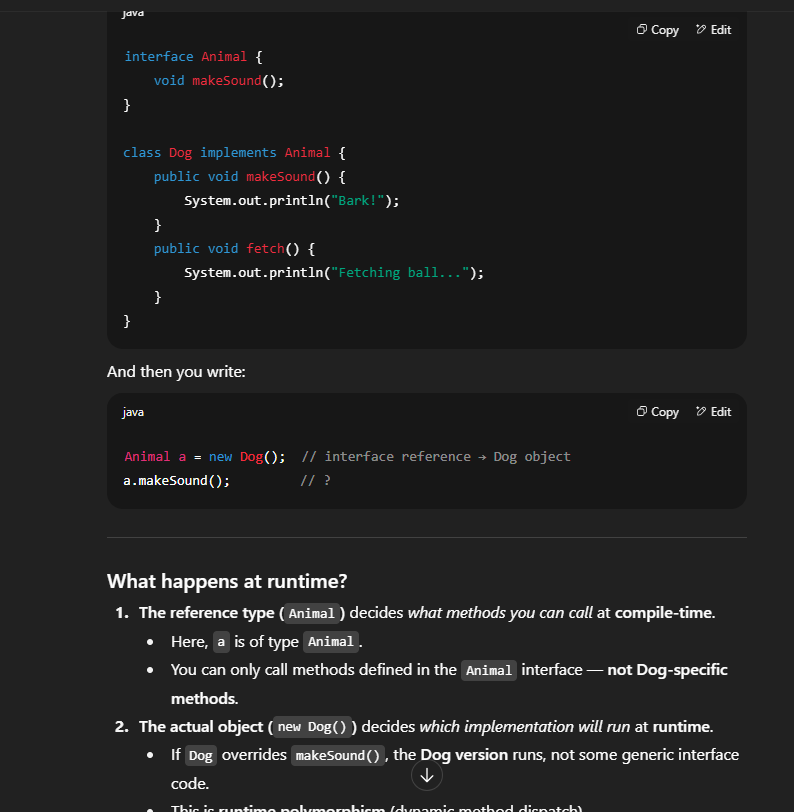 java
Copy Edit
interface Animal {
void makeSound();
}
class Dog implements Animal {
public void makeSound() {
System.out.println("Bark!");
}
public void fetch() {
System.out.println("Fetching ball...");
}
}
And then you write:
java
Copy Edit
Animal a = new Dog(); // interface reference → Dog object
a.makeSound(); // ?
What happens at runtime?
1. The reference type (Animal) decides what methods you can call at compile-time.
• Here, a is of type Animal.
• You can only call methods defined in the Animal interface — not Dog-specific
methods.
2. The actual object (new Dog()) decides which implementation will run at runtime.
• If Dog overrides makeSound(), the Dog version runs, not some generic interface
code.
• This is runtime polymorphism (dynamic method dispatch)